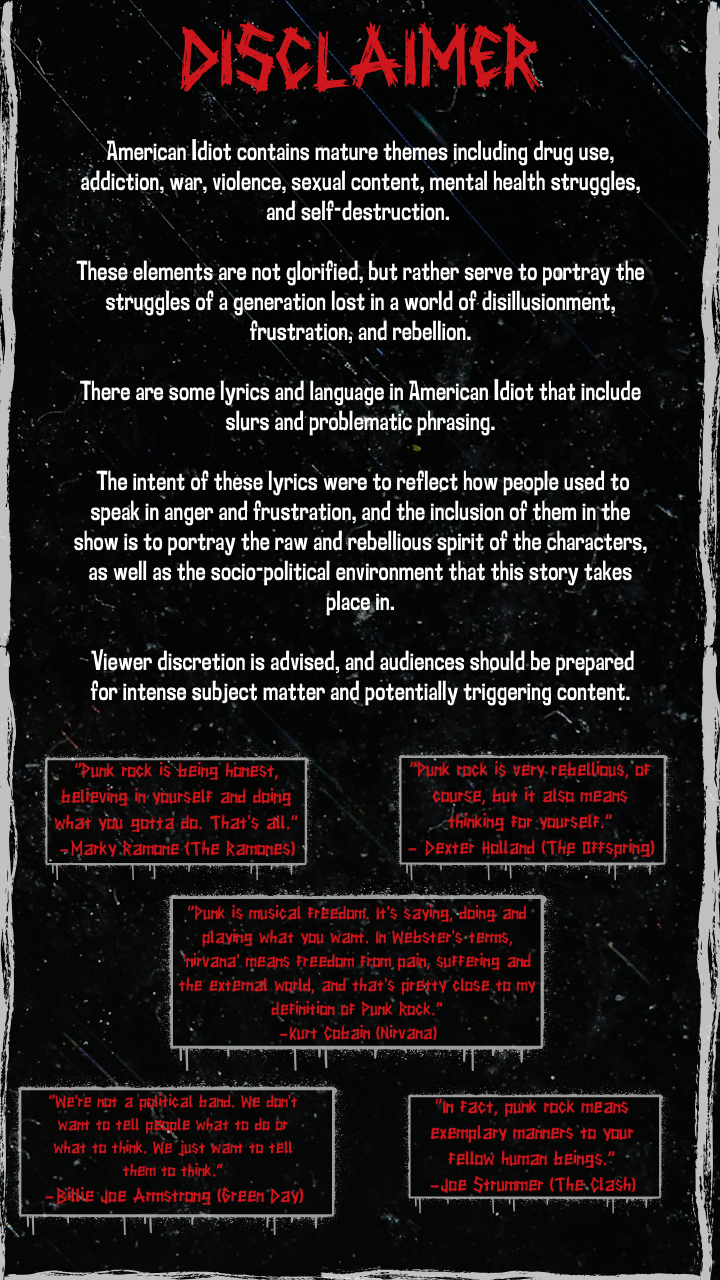 DISCLAIMER
American Idiot contains mature themes including drug use,
addiction, war, violence, sexual content, mental health struggles,
and self-destruction.
These elements are not glorified, but rather serve to portray the
struggles of a generation lost in a world of disillusionment,
frustration, and rebellion.
There are some lyrics and language in American Idiot that include
slurs and problematic phrasing.
The intent of these lyrics were to reflect how people used to
speak in anger and frustration, and the inclusion of them in the
show is to portray the raw and rebellious spirit of the characters,
as well as the socio-political environment that this story takes
place in.
Viewer discretion is advised, and audiences should be prepared
for intense subject matter and potentially triggering content.
"Punk rock is being honest,
believing in yourself and doing
what you gotta do. That's all."
-Marky Ramone (The Ramones)
"Punk rock is very rebellious, of
course, but it also means
thinking for yourself."
- Dexter Holland (The Offspring)
"Punk is musical freedom. It's saying, doing and
playing what you want. In Webster's terms,
'nirvana' means freedom from pain, suffering and
the external world, and that's pretty close to my
definition of Punk Rock."
-Kurt Cobain (Nirvana)
"We're not a political band. We don't
want to tell people what to do or
what to think. We just want to tell
them to think."
-Billie Joe Armstrong (Green Day)
"In fact, punk rock means
exemplary manners to your
fellow human beings."
-Joe Strummer (The Clash)